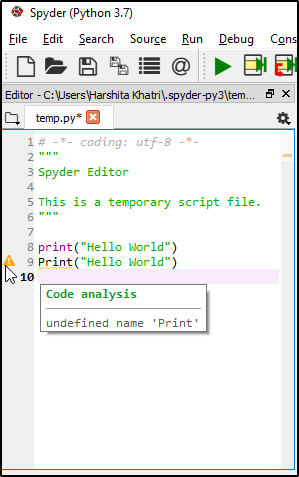 Spyder (Python 3.7)
File Edit Search Source Run Debug Cons
Editor - C:\Users\Harshita Khatri\.spyder-py3\tem...
temp.py*
1 # -*- coding: utf-8 -*-
2 """
3 Spyder Editor
4
5 This is a temporary script file.
6 """
7
8 print("Hello World")
9 Print("Hello World")
10
Code analysis
undefined name 'Print'